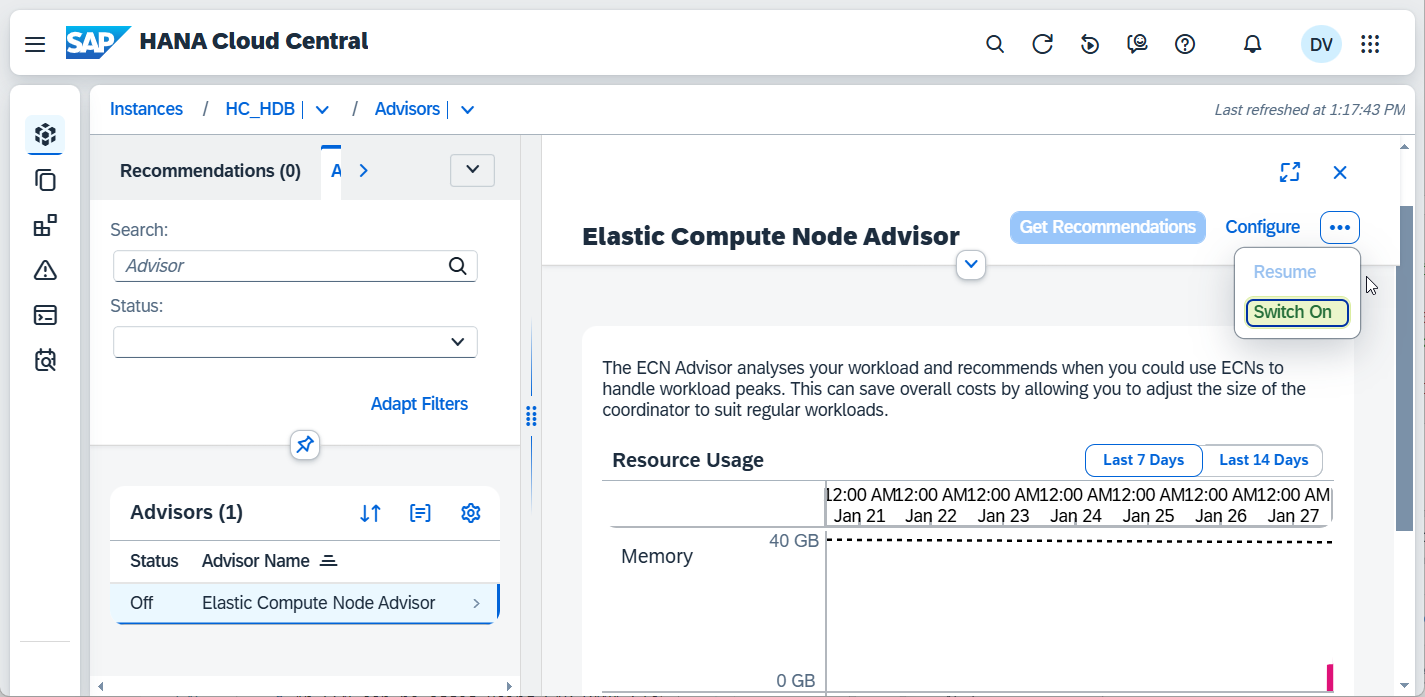 SAP HANA Cloud Central
DV
Instances / HC_HDB | / Advisors |
Last refreshed at 1:17:43 PM
Recommendations (0) A
Search:
Advisor
Status:
Adapt Filters
Advisors (1)
Status Advisor Name
Off Elastic Compute Node Advisor
Elastic Compute Node Advisor
Get Recommendations Configure
Resume
Switch On
The ECN Advisor analyses your workload and recommends when you could use ECNs to
handle workload peaks. This can save overall costs by allowing you to adjust the size of the
coordinator to suit regular workloads.
Resource Usage
Last 7 Days Last 14 Days
12:00 AM 12:00 AM 12:00 AM 12:00 AM 12:00 AM 12:00 AM 12:00 AM
Jan 21 Jan 22 Jan 23 Jan 24 Jan 25 Jan 26 Jan 27
40 GB
Memory
0 GB